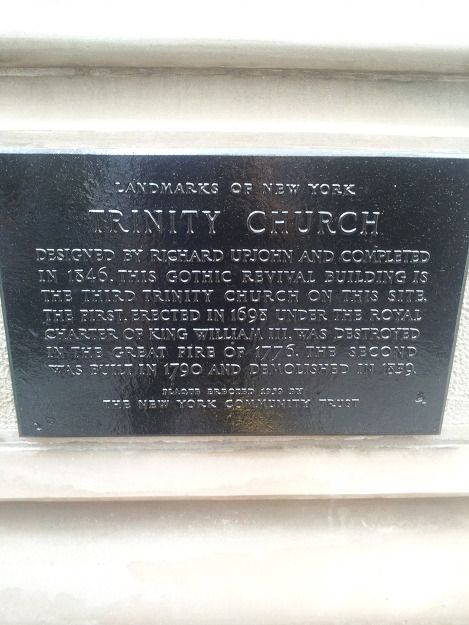 LANDMARKS OF NEW YORK
TRINITY CHURCH
DESIGNED BY RICHARD UPJOHN AND COMPLETED
IN 1846. THIS GOTHIC REVIVAL BUILDING IS
THE THIRD TRINITY CHURCH ON THIS SITE.
THE FIRST, ERECTED IN 1698 UNDER THE ROYAL
CHARTER OF KING WILLIAM III, WAS DESTROYED
IN THE GREAT FIRE OF 1776. THE SECOND
WAS BUILT IN 1790 AND DEMOLISHED IN 1839.
PLAQUE ERECTED 1959 BY
THE NEW YORK COMMUNITY TRUST